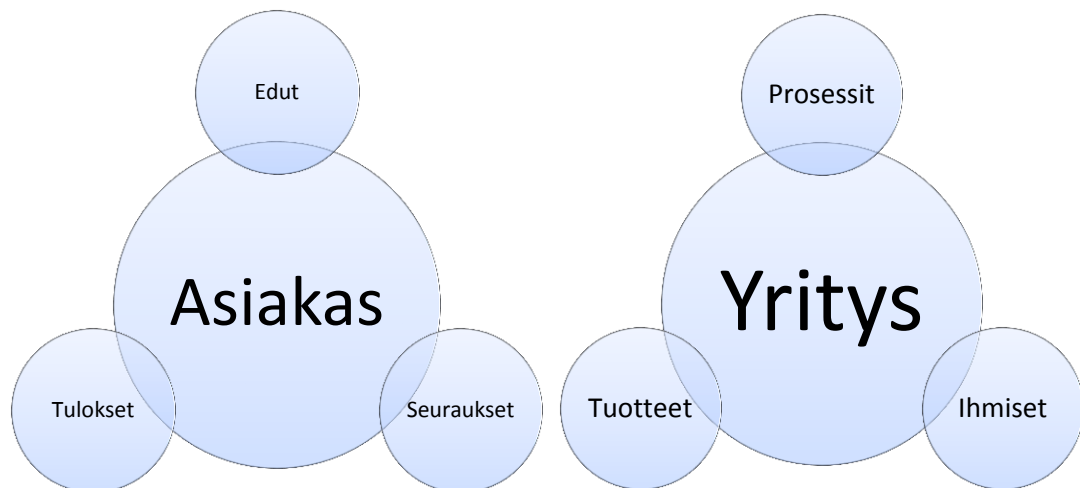 Edut
Asiakas
Tulokset
Seuraukset
Prosessit
Yritys
Tuotteet
Ihmiset